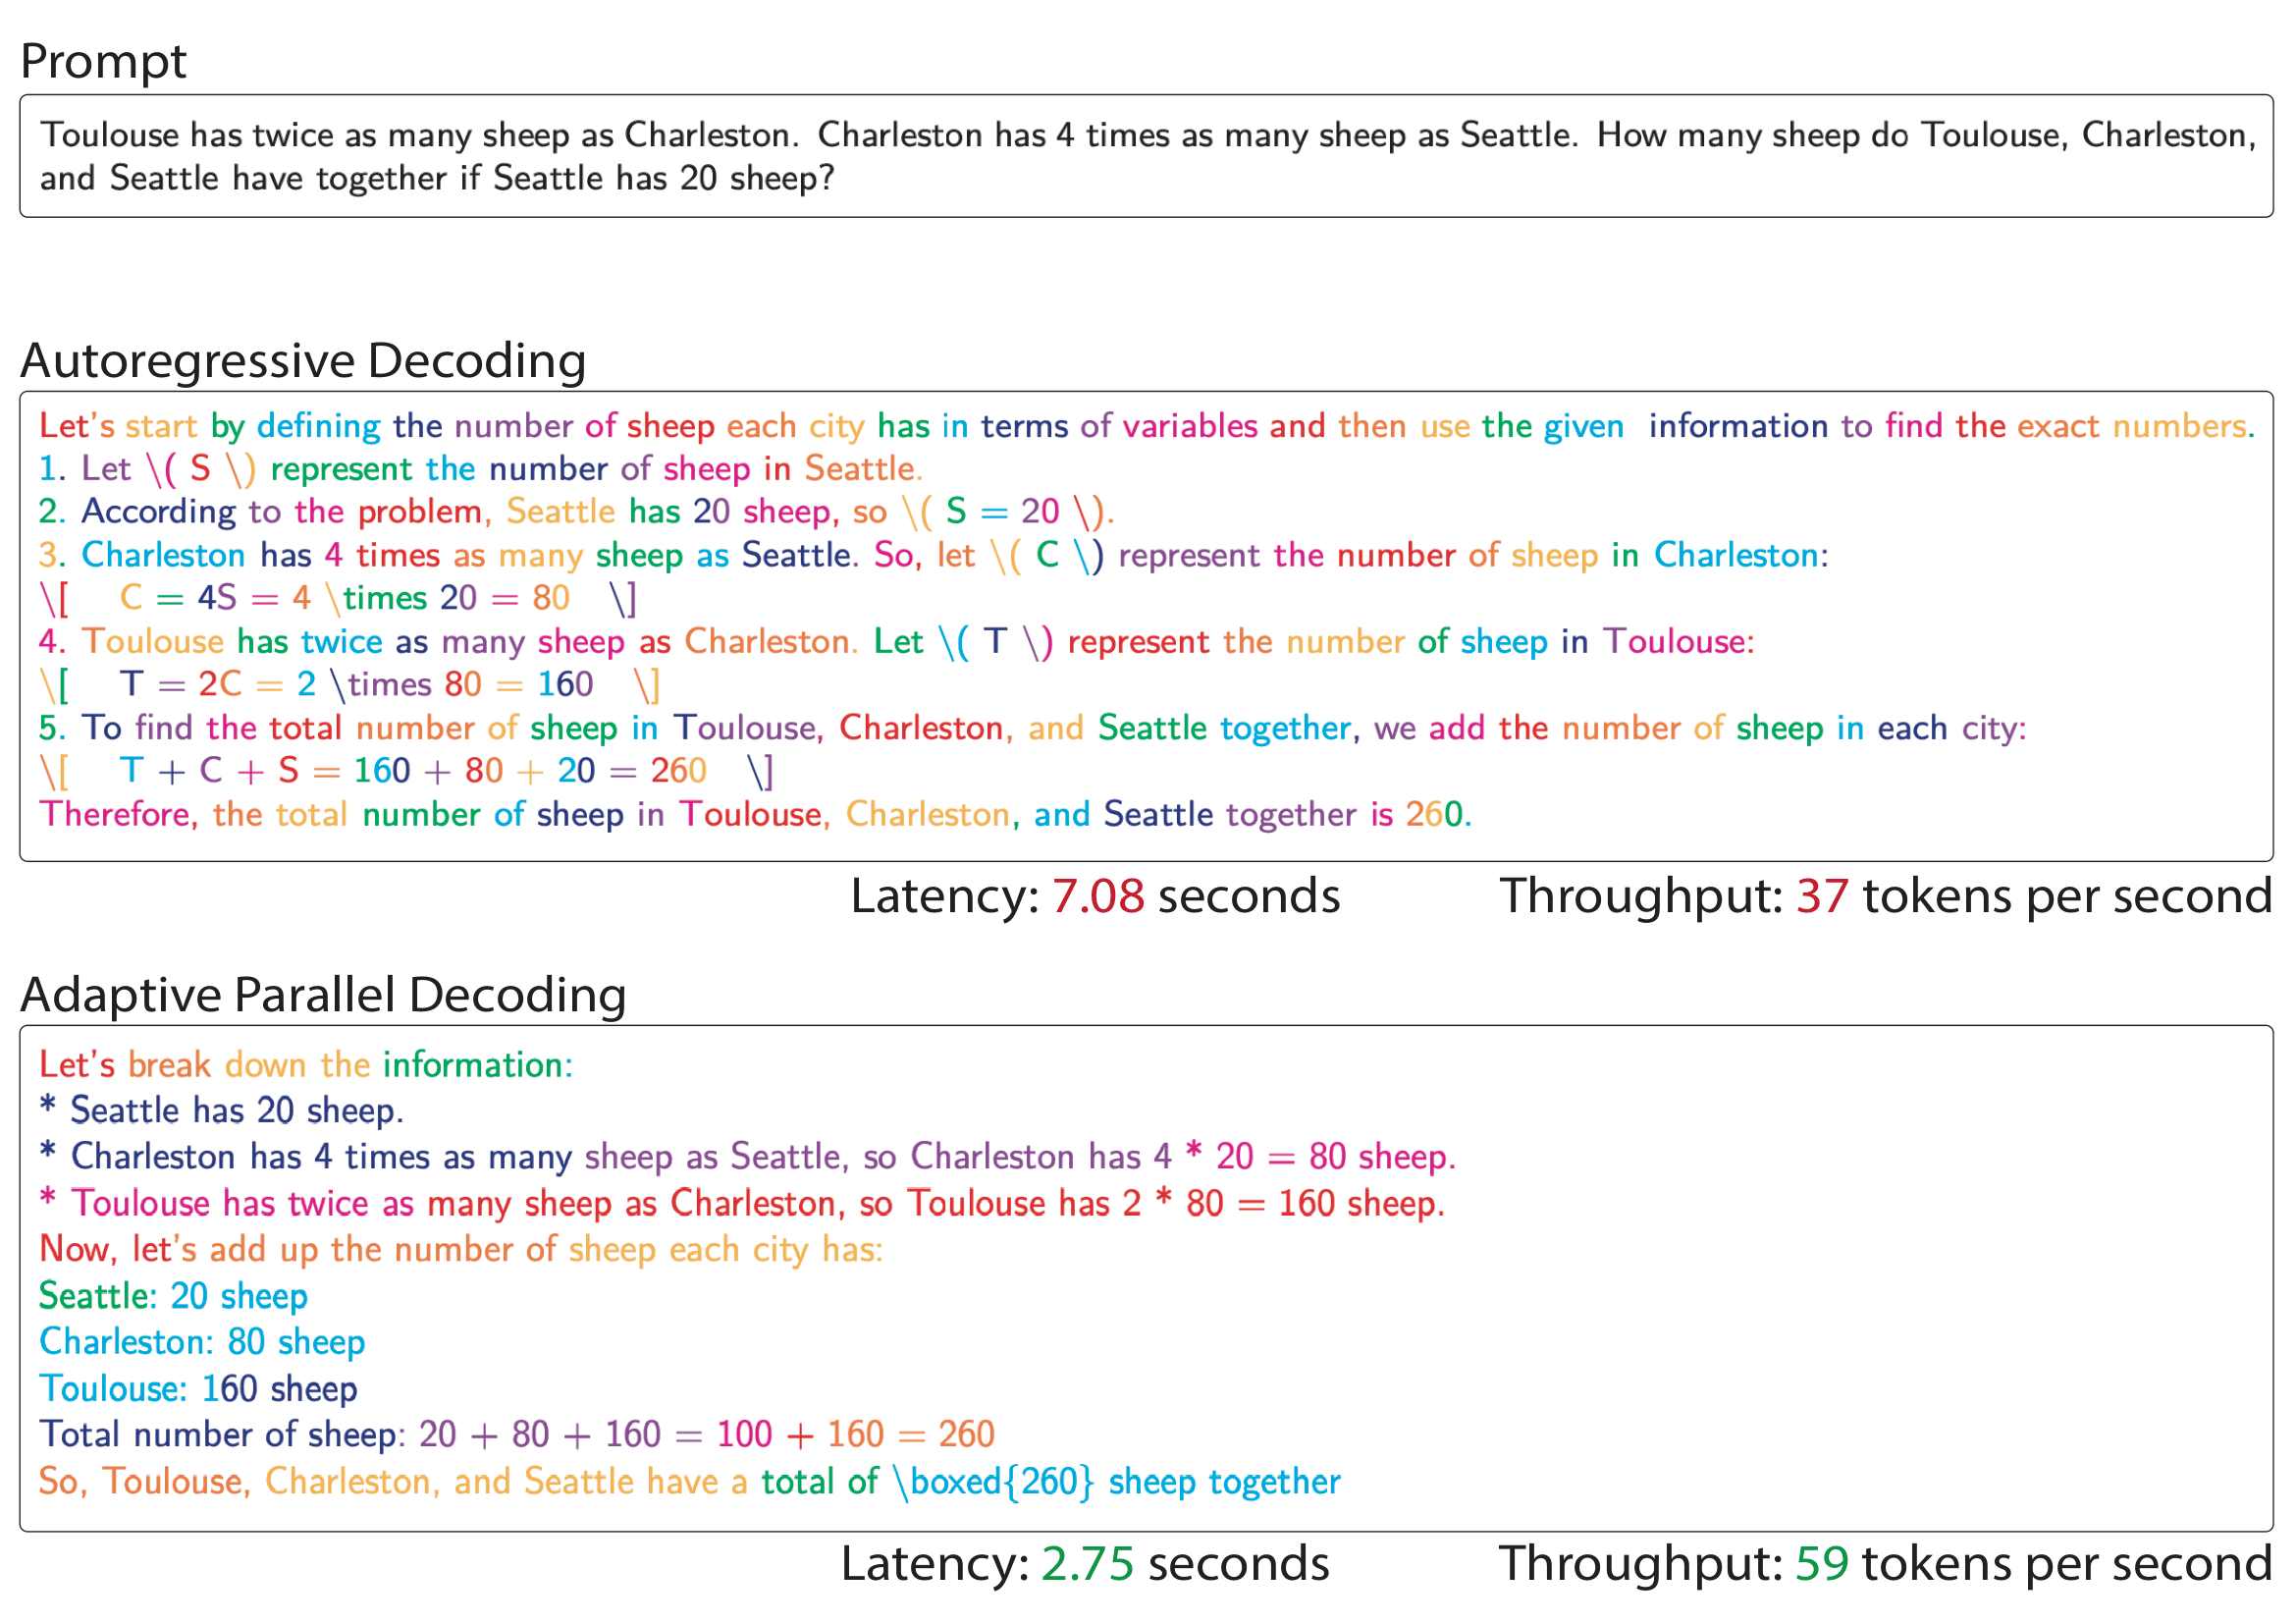 Prompt
Toulouse has twice as many sheep as Charleston. Charleston has 4 times as many sheep as Seattle. How many sheep do Toulouse, Charleston,
and Seattle have together if Seattle has 20 sheep?
Autoregressive Decoding
Let's start by defining the number of sheep each city has in terms of variables and then use the given information to find the exact numbers.
1. Let \( S \) represent the number of sheep in Seattle.
2. According to the problem, Seattle has 20 sheep, so \( S = 20 \).
3. Charleston has 4 times as many sheep as Seattle. So, let \( C \) represent the number of sheep in Charleston:
\[ C = 4S = 4 \times 20 = 80 \]
4. Toulouse has twice as many sheep as Charleston. Let \( T \) represent the number of sheep in Toulouse:
\[ T = 2C = 2 \times 80 = 160 \]
5. To find the total number of sheep in Toulouse, Charleston, and Seattle together, we add the number of sheep in each city:
\[ T + C + S = 160 + 80 + 20 = 260 \]
Therefore, the total number of sheep in Toulouse, Charleston, and Seattle together is 260.
Latency: 7.08 seconds Throughput: 37 tokens per second
Adaptive Parallel Decoding
Let's break down the information:
* Seattle has 20 sheep.
* Charleston has 4 times as many sheep as Seattle, so Charleston has 4 * 20 = 80 sheep.
* Toulouse has twice as many sheep as Charleston, so Toulouse has 2 * 80 = 160 sheep.
Now, let's add up the number of sheep each city has:
Seattle: 20 sheep
Charleston: 80 sheep
Toulouse: 160 sheep
Total number of sheep: 20 + 80 + 160 = 100 + 160 = 260
So, Toulouse, Charleston, and Seattle have a total of \boxed{260} sheep together
Latency: 2.75 seconds Throughput: 59 tokens per second